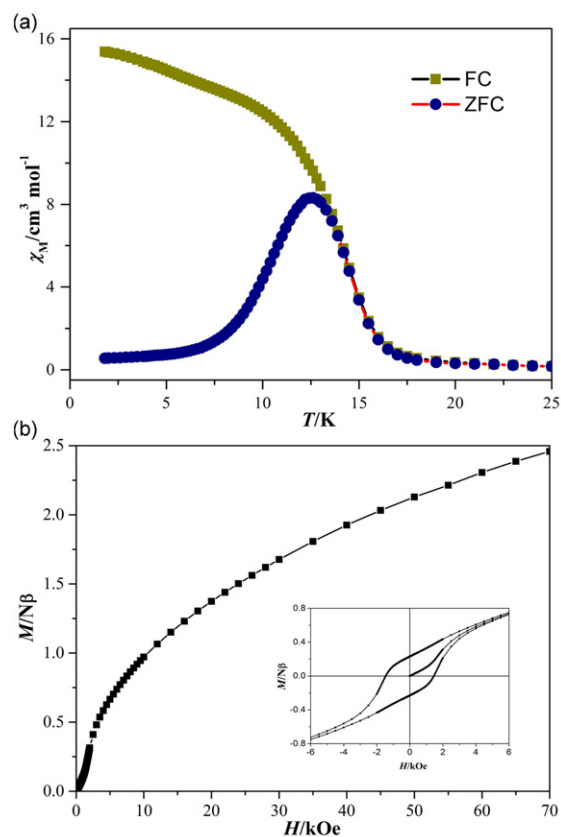 (a)
16
12
8
4
0
χM/cm³ mol⁻¹
FC
ZFC
0 5 10 15 20 25
T/K
(b)
2.5
2.0
1.5
1.0
0.5
0.0
M/Nβ
0 10 20 30 40 50 60 70
H/kOe
0.8
0.4
0.0
-0.4
-0.8
M/Nβ
-6 -4 -2 0 2 4 6
H/kOe